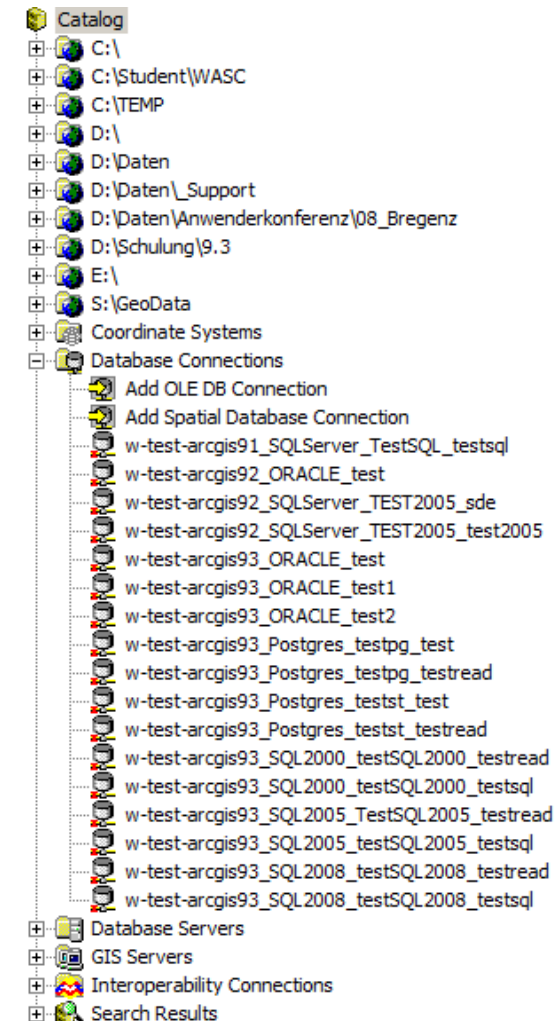 Catalog
C:\
C:\Student\WASC
C:\TEMP
D:\
D:\Daten
D:\Daten\_Support
D:\Daten\Anwenderkonferenz\08_Bregenz
D:\Schulung\9.3
E:\
S:\GeoData
Coordinate Systems
Database Connections
Add OLE DB Connection
Add Spatial Database Connection
w-test-arcgis91_SQLServer_TestSQL_testsql
w-test-arcgis92_ORACLE_test
w-test-arcgis92_SQLServer_TEST2005_sde
w-test-arcgis92_SQLServer_TEST2005_test2005
w-test-arcgis93_ORACLE_test
w-test-arcgis93_ORACLE_test1
w-test-arcgis93_ORACLE_test2
w-test-arcgis93_Postgres_testpg_test
w-test-arcgis93_Postgres_testpg_testread
w-test-arcgis93_Postgres_testst_test
w-test-arcgis93_Postgres_testst_testread
w-test-arcgis93_SQL2000_testSQL2000_testread
w-test-arcgis93_SQL2000_testSQL2000_testsql
w-test-arcgis93_SQL2005_TestSQL2005_testread
w-test-arcgis93_SQL2005_testSQL2005_testsql
w-test-arcgis93_SQL2008_testSQL2008_testread
w-test-arcgis93_SQL2008_testSQL2008_testsql
Database Servers
GIS Servers
Interoperability Connections
Search Results